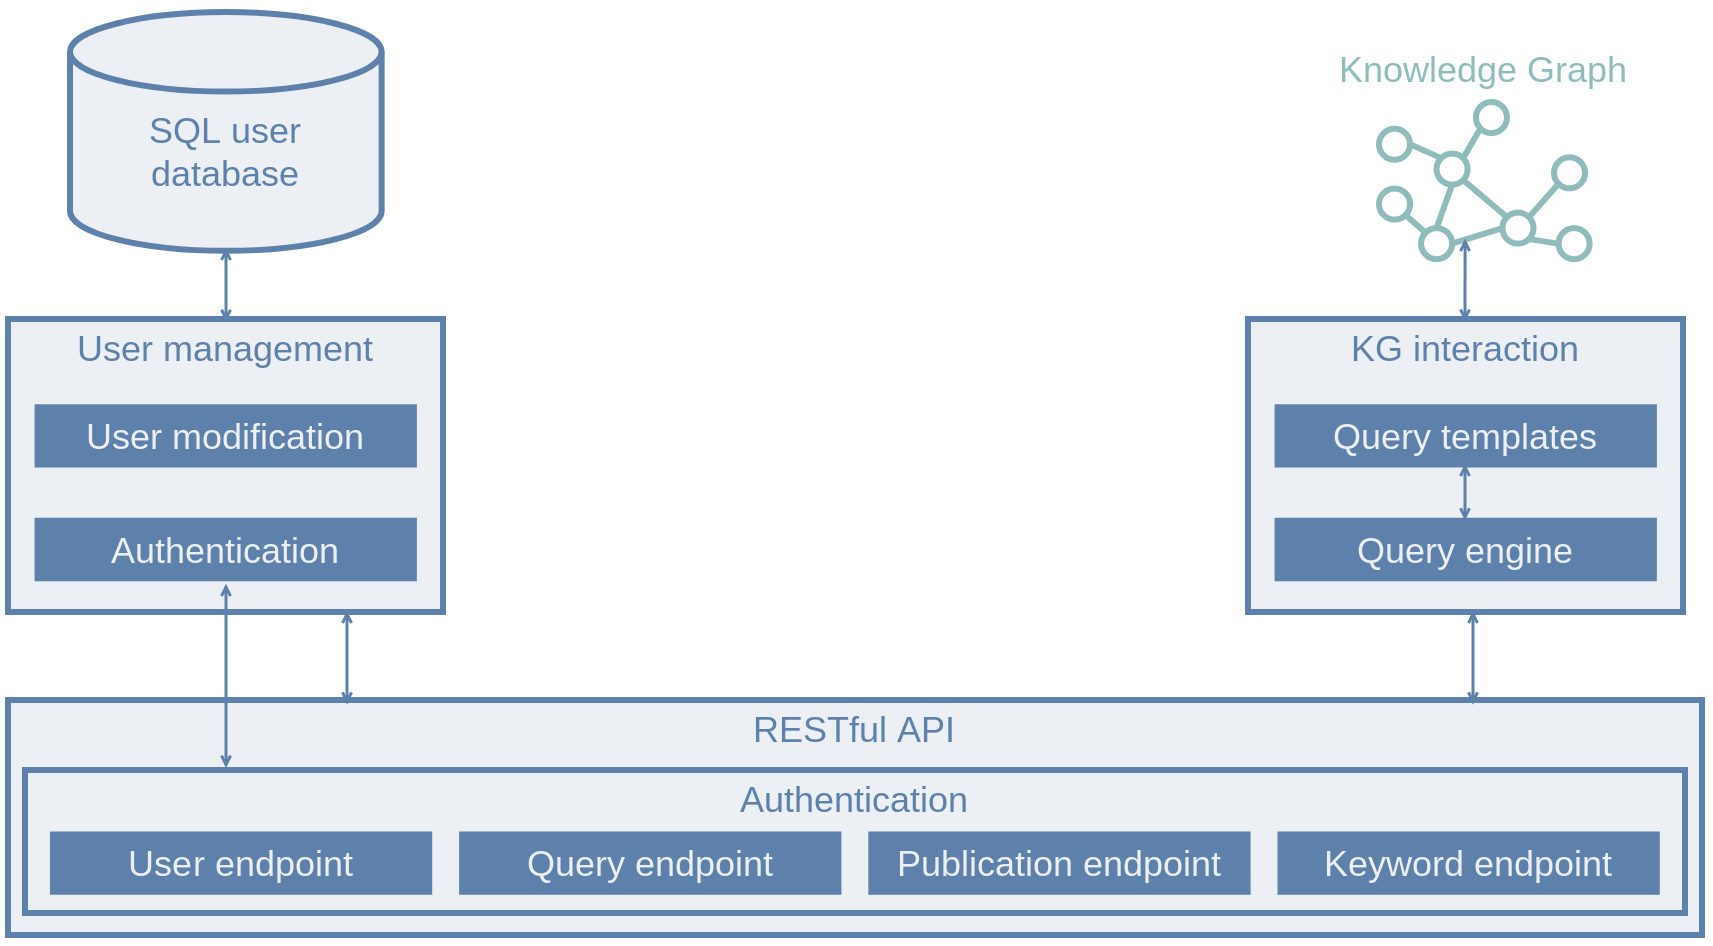 SQL user
database
Knowledge Graph
User management
User modification
Authentication
KG interaction
Query templates
Query engine
RESTful API
Authentication
User endpoint
Query endpoint
Publication endpoint
Keyword endpoint